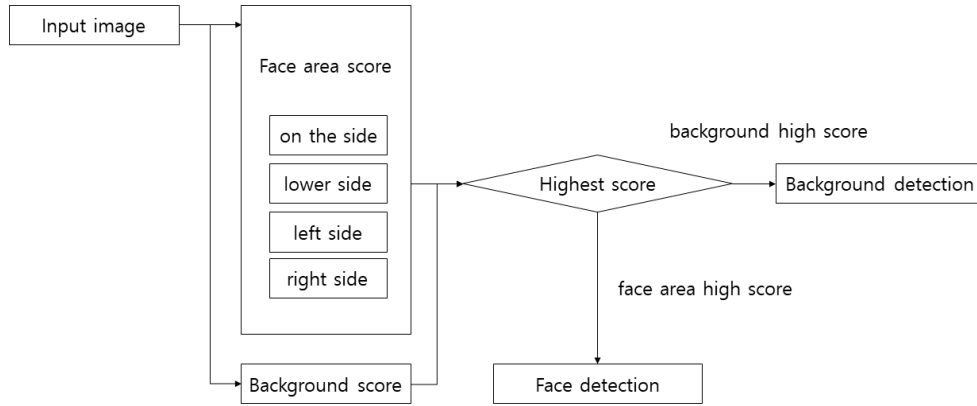 Input image
Face area score
on the side
lower side
left side
right side
Background score
Highest score
background high score
Background detection
face area high score
Face detection